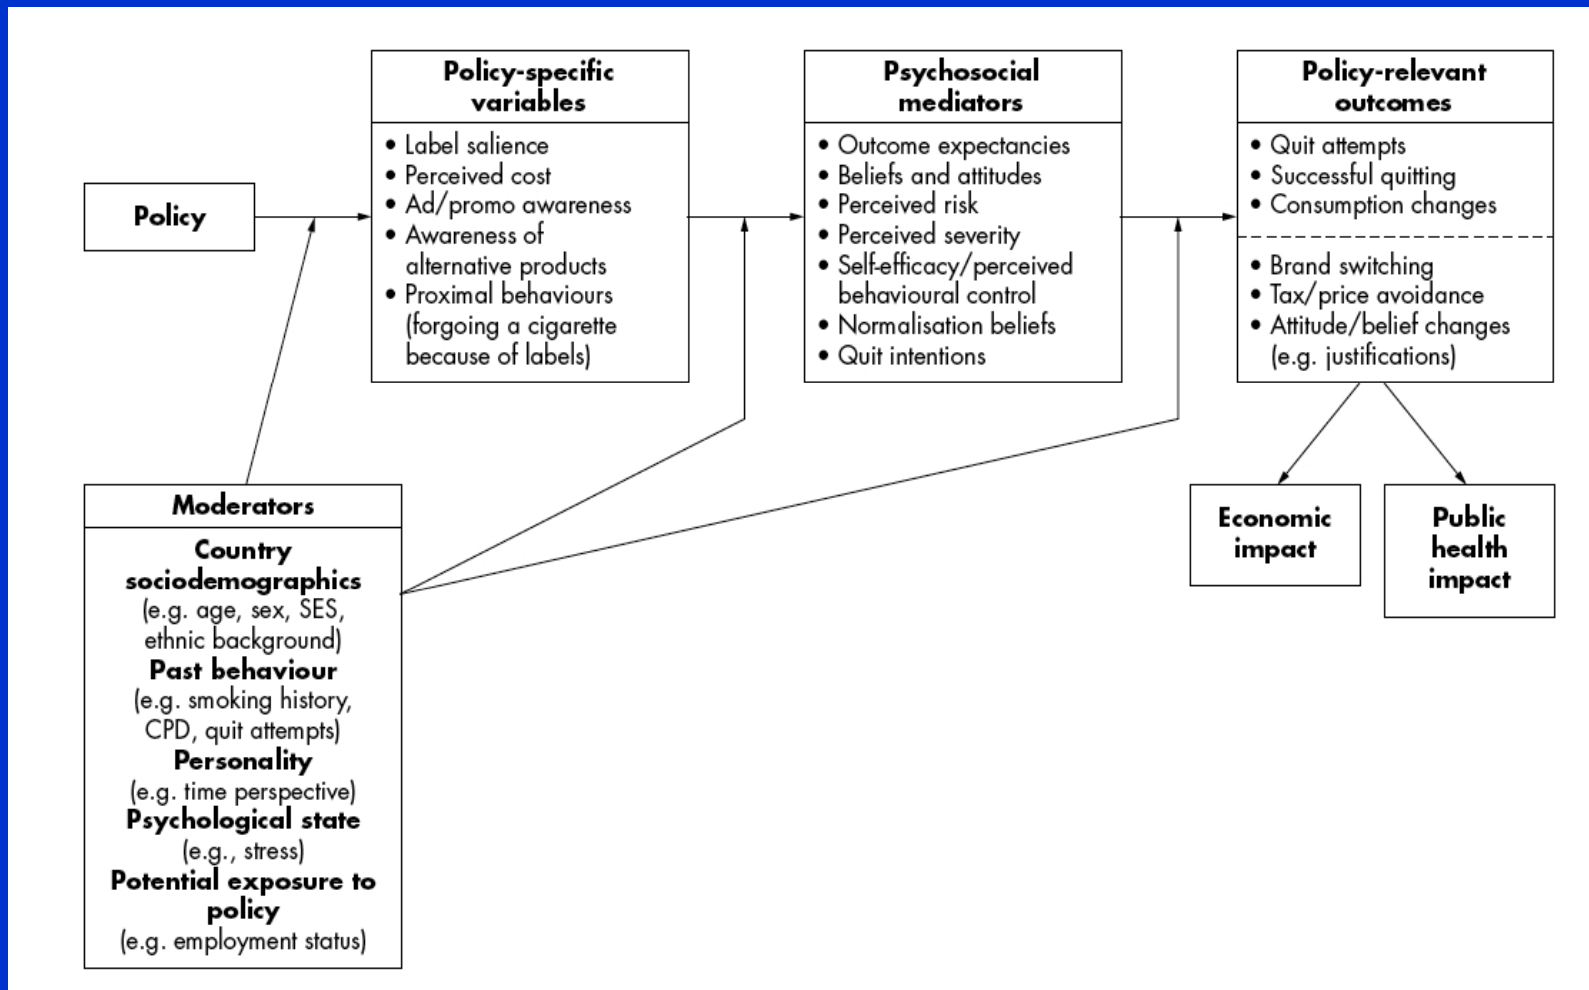 Policy
Policy-specific
variables
• Label salience
• Perceived cost
• Ad/promo awareness
• Awareness of
alternative products
• Proximal behaviours
(forgoing a cigarette
because of labels)
Psychosocial
mediators
• Outcome expectancies
• Beliefs and attitudes
• Perceived risk
• Perceived severity
• Self-efficacy/perceived
behavioural control
• Normalisation beliefs
• Quit intentions
Policy-relevant
outcomes
• Quit attempts
• Successful quitting
• Consumption changes
• Brand switching
• Tax/price avoidance
• Attitude/belief changes
(e.g. justifications)
Moderators
Country
sociodemographics
(e.g. age, sex, SES,
ethnic background)
Past behaviour
(e.g. smoking history,
CPD, quit attempts)
Personality
(e.g. time perspective)
Psychological state
(e.g., stress)
Potential exposure to
policy
(e.g. employment status)
Economic
impact
Public
health
impact